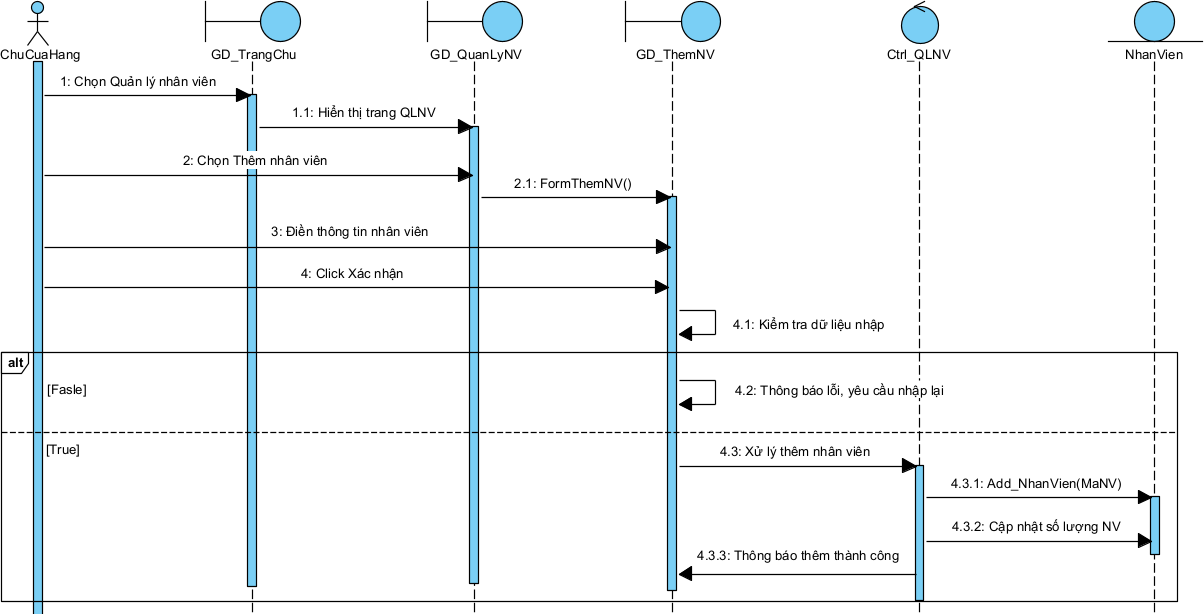 ChuCuaHang
GD_TrangChu
GD_QuanLyNV
GD_ThemNV
Ctrl_QLNV
NhanVien
1: Chọn Quản lý nhân viên
1.1: Hiển thị trang QLNV
2: Chọn Thêm nhân viên
2.1: FormThemNV()
3: Điền thông tin nhân viên
4: Click Xác nhận
4.1: Kiểm tra dữ liệu nhập
alt
[Fasle]
4.2: Thông báo lỗi, yêu cầu nhập lại
[True]
4.3: Xử lý thêm nhân viên
4.3.1: Add_NhanVien(MaNV)
4.3.2: Cập nhật số lượng NV
4.3.3: Thông báo thêm thành công